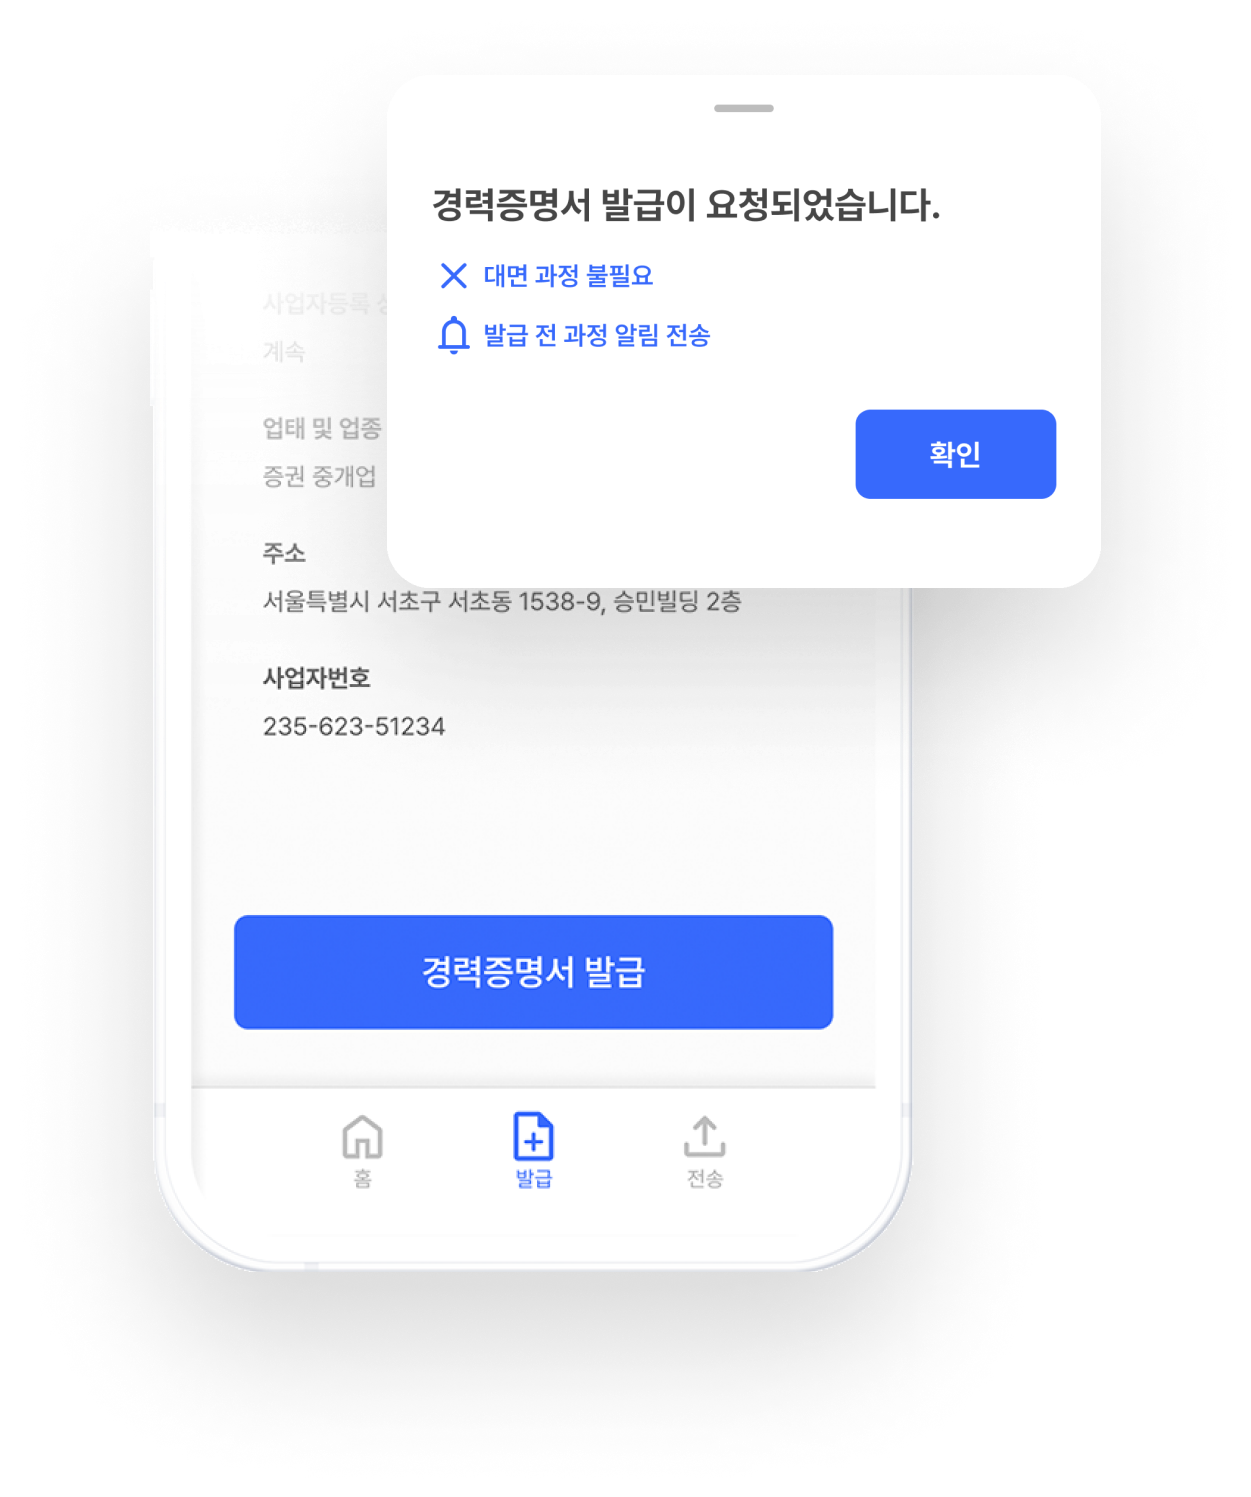 경력증명서 발급이 요청되었습니다.
대면 과정 불필요
발급 전 과정 알림 전송
확인
사업자등록
계속
업태 및 업종
증권 중개업
주소
서울특별시 서초구 서초동 1538-9, 승민빌딩 2층
사업자번호
235-623-51234
경력증명서 발급
홈
발급
전송